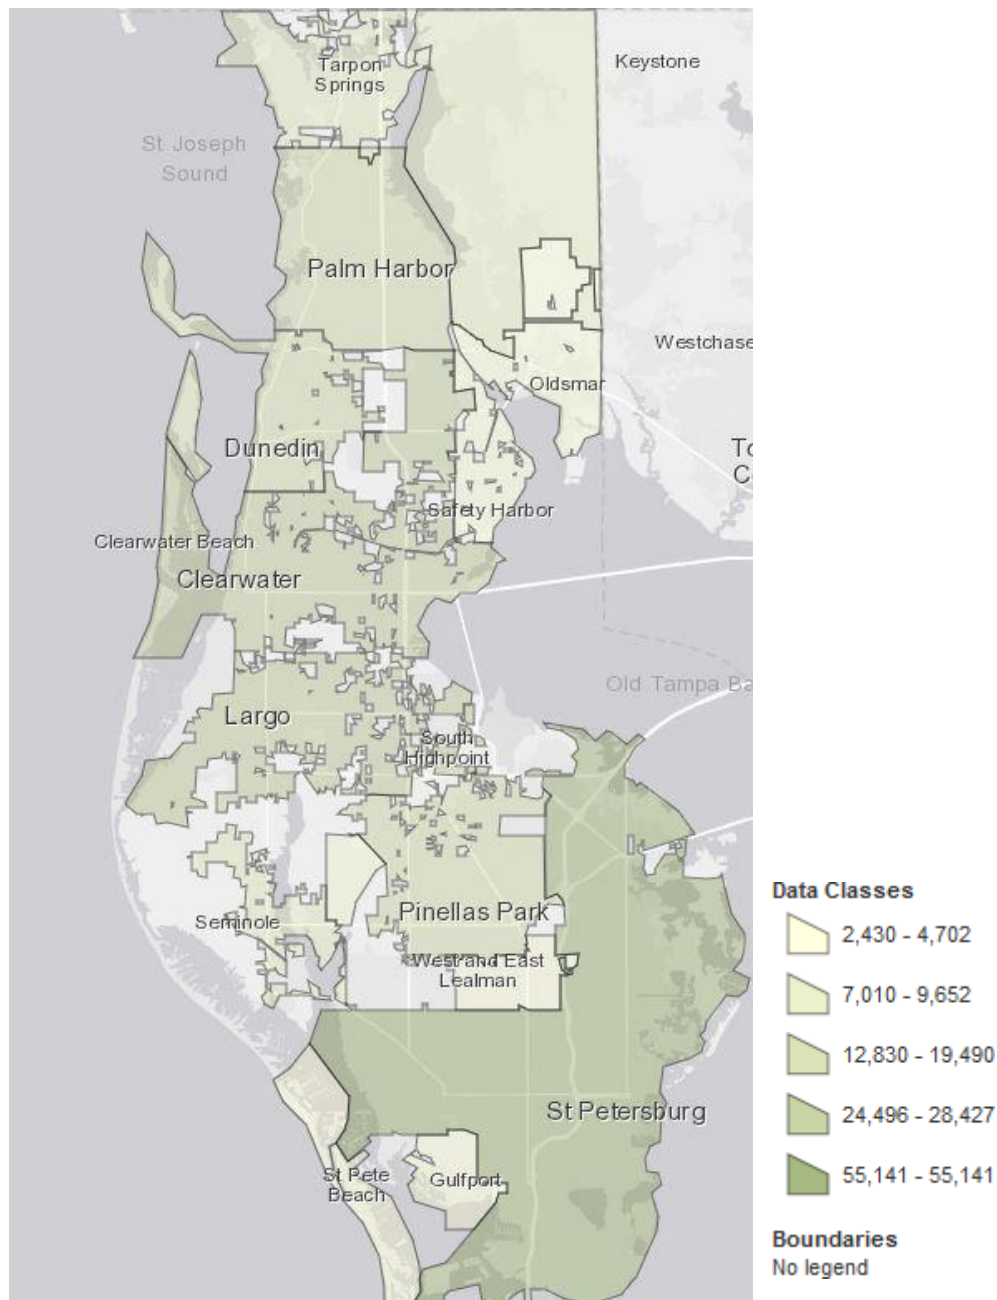 Tarpon
Springs
Keystone
St Joseph
Sound
Palm Harbor
Westchase
Oldsmar
Dunedin
To
C
Safety Harbor
Clearwater Beach
Clearwater
Old Tampa Ba
Largo
South
Highpoint
Seminole
Pinellas Park
West and East
Lealman
St Petersburg
St Pete
Beach
Gulfport
Data Classes
2,430 - 4,702
7,010 - 9,652
12,830 - 19,490
24,496 - 28,427
55,141 - 55,141
Boundaries
No legend